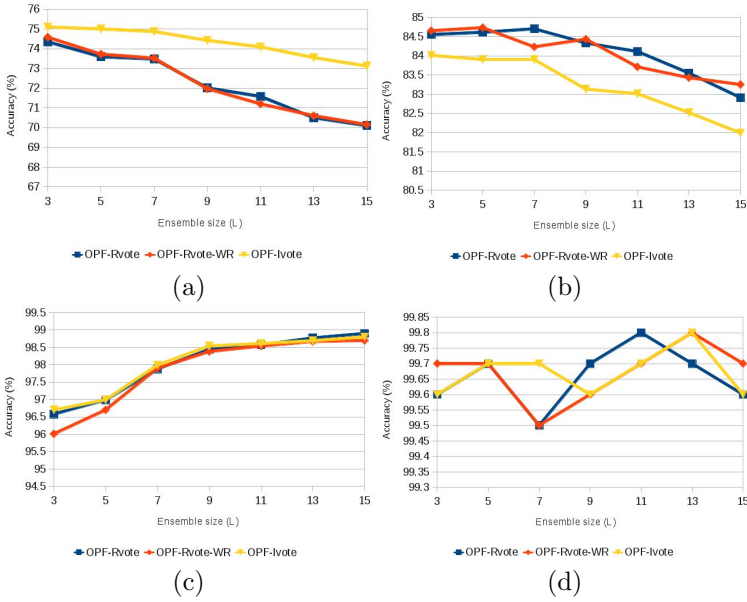 76
75
74
73
72
71
70
69
68
67
Accuracy (%)
3 5 7 9 11 13 15
Ensemble size (L)
OPF-Rvote OPF-Rvote-WR OPF-Ivote
(a)
85
84.5
84
83.5
83
82.5
82
81.5
81
80.5
Accuracy (%)
3 5 7 9 11 13 15
Ensemble size (L)
OPF-Rvote OPF-Rvote-WR OPF-Ivote
(b)
99.5
99
98.5
98
97.5
97
96.5
96
95.5
95
94.5
Accuracy (%)
3 5 7 9 11 13 15
Ensemble size (L)
OPF-Rvote OPF-Rvote-WR OPF-Ivote
(c)
99.85
99.8
99.75
99.7
99.65
99.6
99.55
99.5
99.45
99.4
99.35
99.3
Accuracy (%)
3 5 7 9 11 13 15
Ensemble size (L)
OPF-Rvote OPF-Rvote-WR OPF-Ivote
(d)